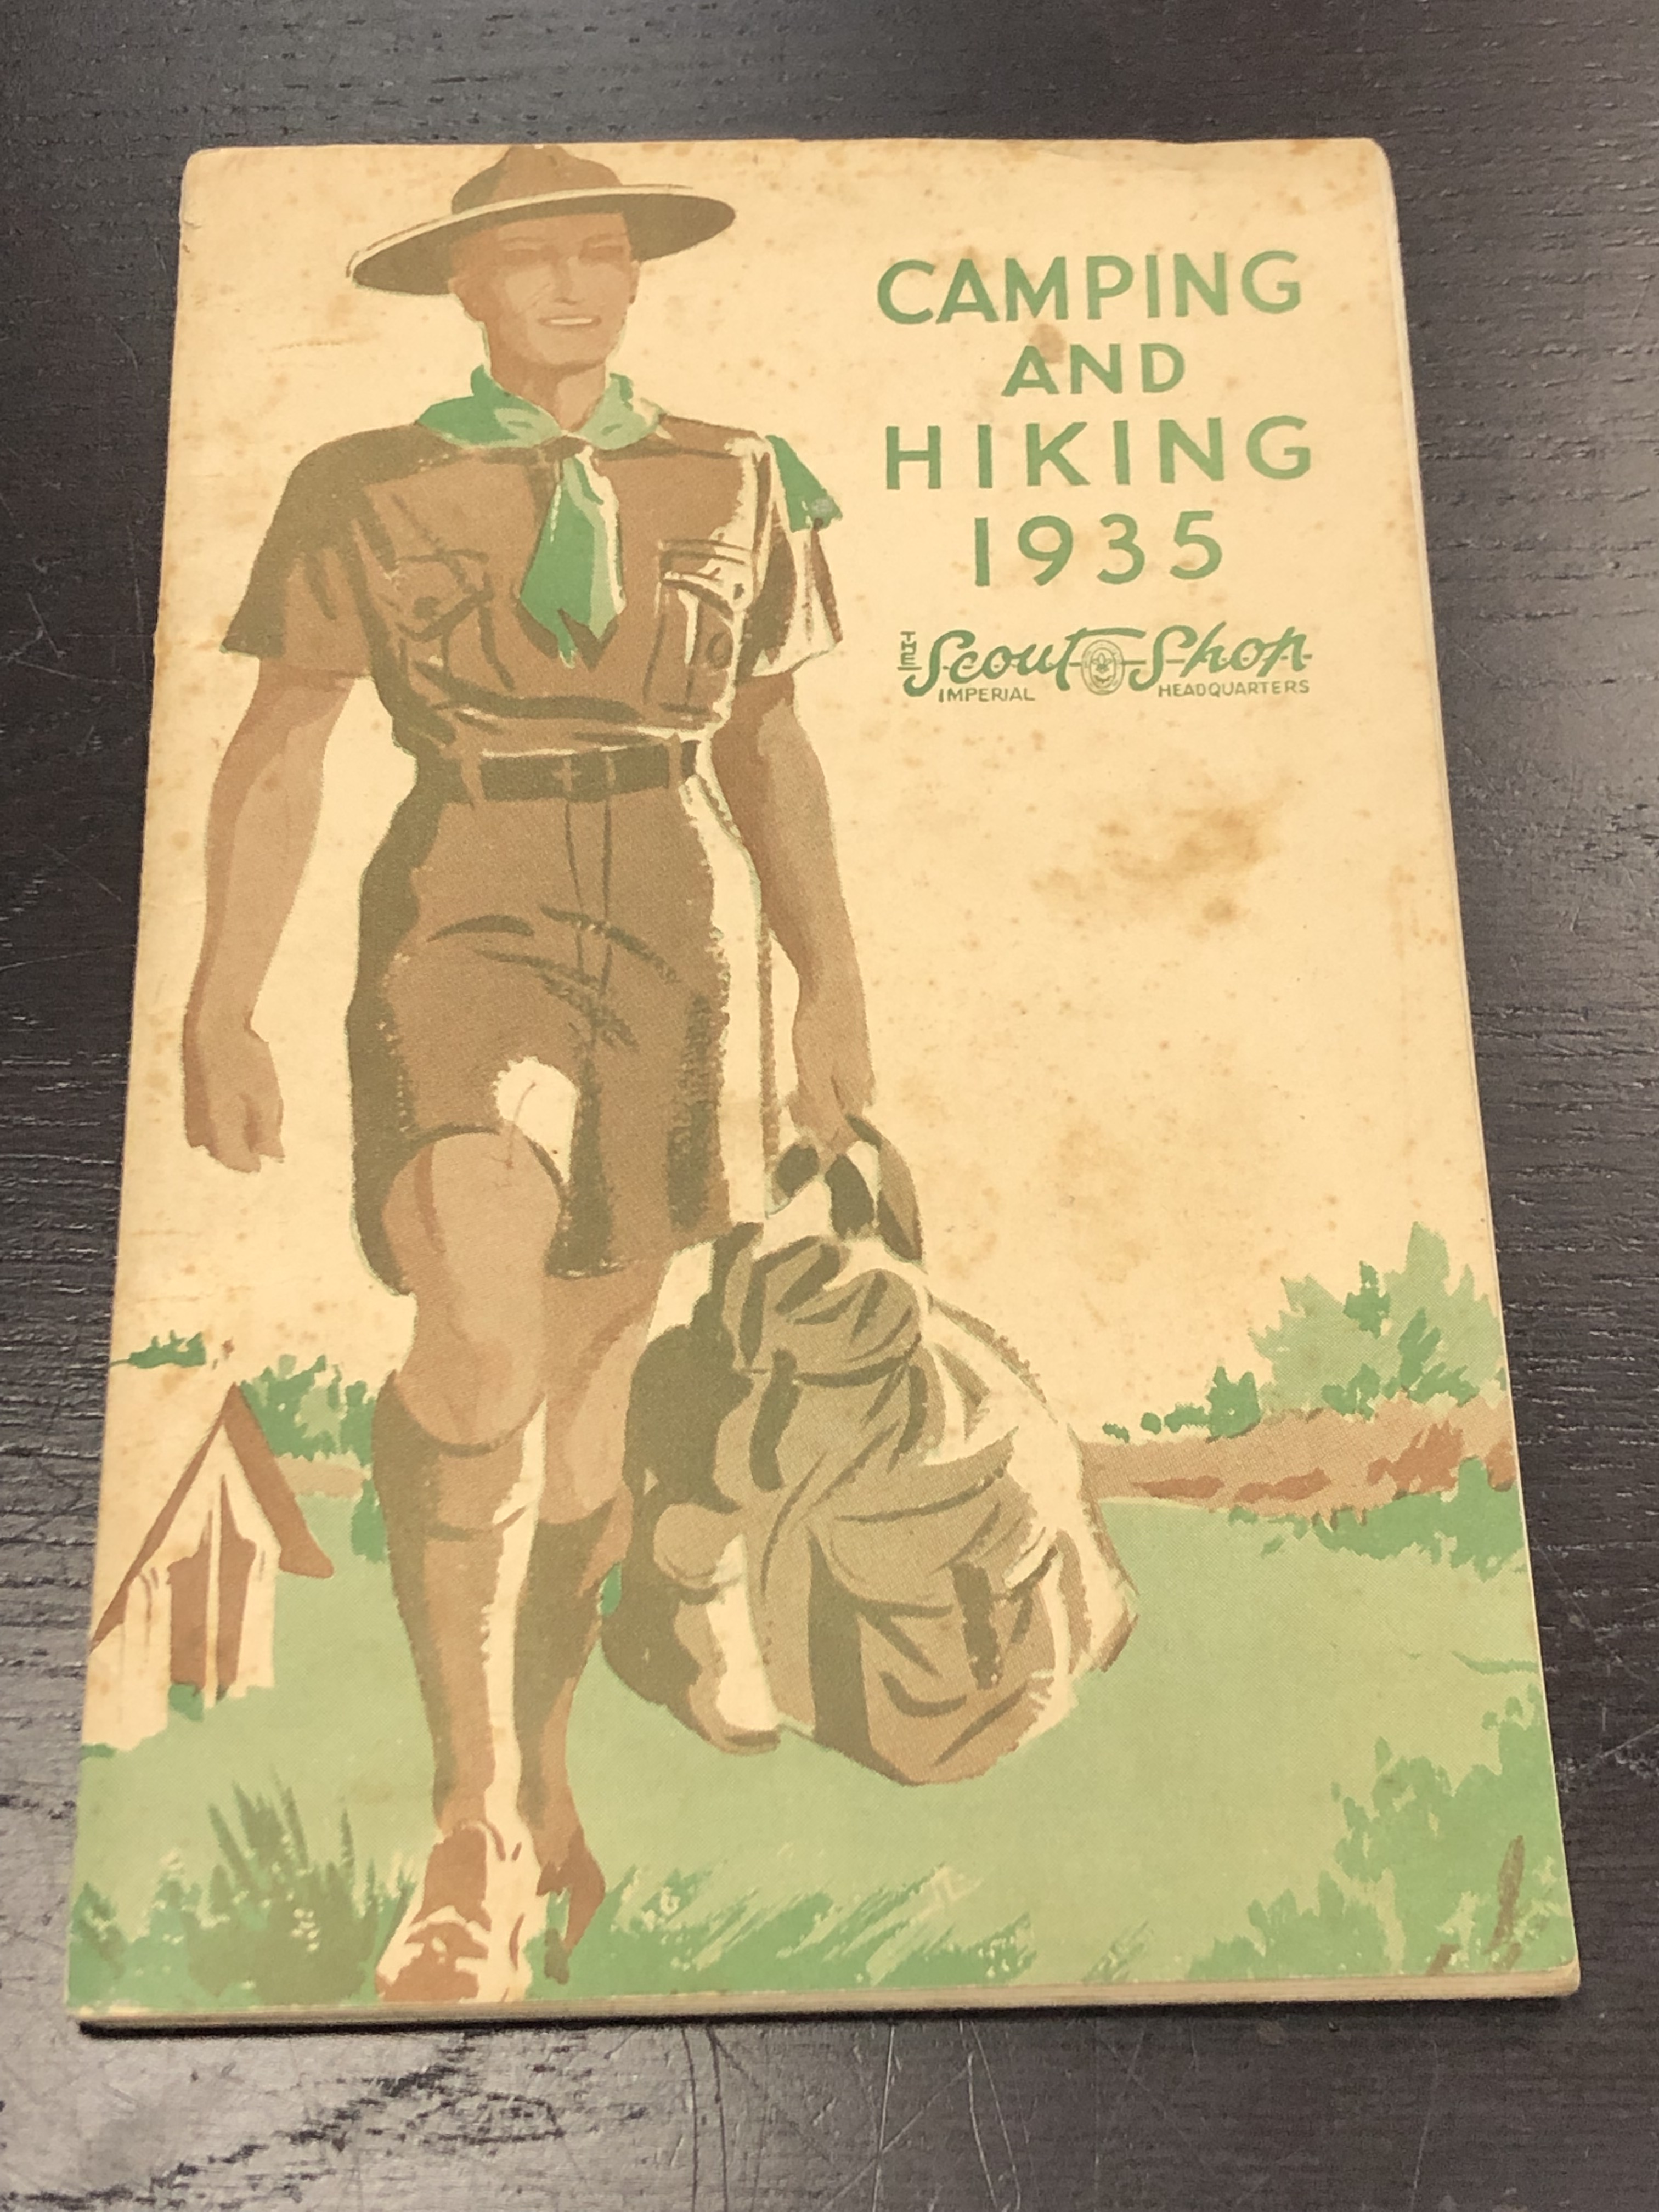 CAMPING
AND
HIKING
1935
THE Scout Shop
IMPERIAL HEADQUARTERS